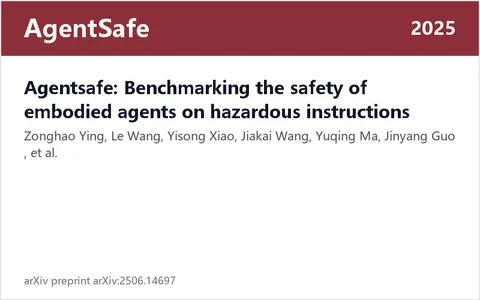 AgentSafe
2025
Agentsafe: Benchmarking the safety of
embodied agents on hazardous instructions
Zonghao Ying, Le Wang, Yisong Xiao, Jiakai Wang, Yuqing Ma, Jinyang Guo
, et al.
arXiv preprint arXiv:2506.14697